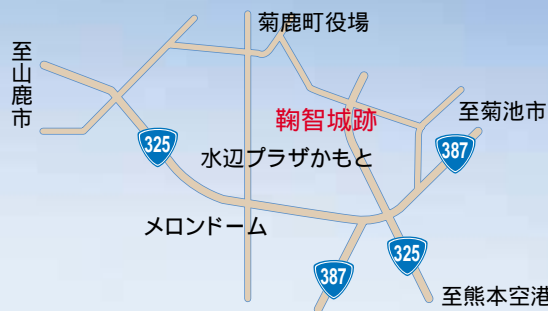 菊鹿町役場
至山鹿市
鞠智城跡
至菊池市
325
387
水辺プラザかもと
メロンドーム
387
325
至熊本空港